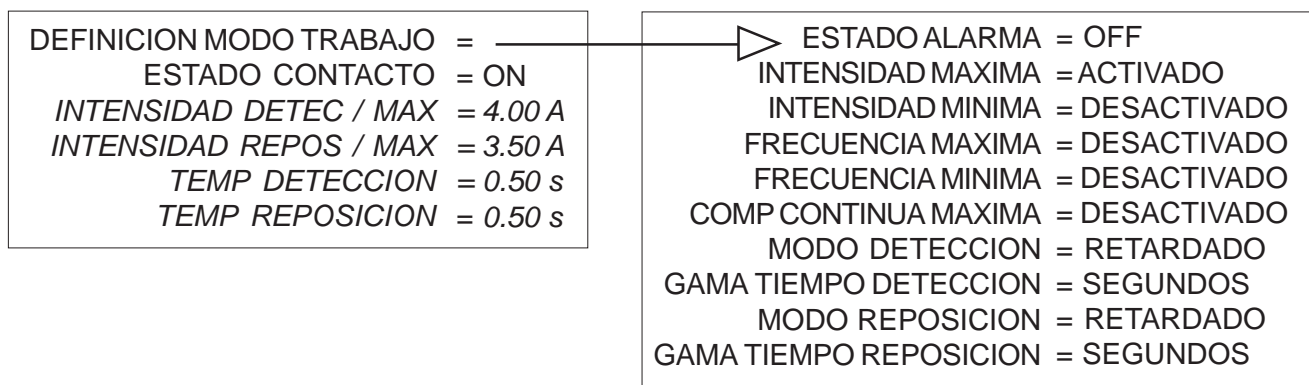 DEFINICION MODO TRABAJO =
ESTADO CONTACTO = ON
INTENSIDAD DETEC / MAX = 4.00 A
INTENSIDAD REPOS / MAX = 3.50 A
TEMP DETECCION = 0.50 s
TEMP REPOSICION = 0.50 s
ESTADO ALARMA = OFF
INTENSIDAD MAXIMA = ACTIVADO
INTENSIDAD MINIMA = DESACTIVADO
FRECUENCIA MAXIMA = DESACTIVADO
FRECUENCIA MINIMA = DESACTIVADO
COMP CONTINUA MAXIMA = DESACTIVADO
MODO DETECCION = RETARDADO
GAMA TIEMPO DETECCION = SEGUNDOS
MODO REPOSICION = RETARDADO
GAMA TIEMPO REPOSICION = SEGUNDOS